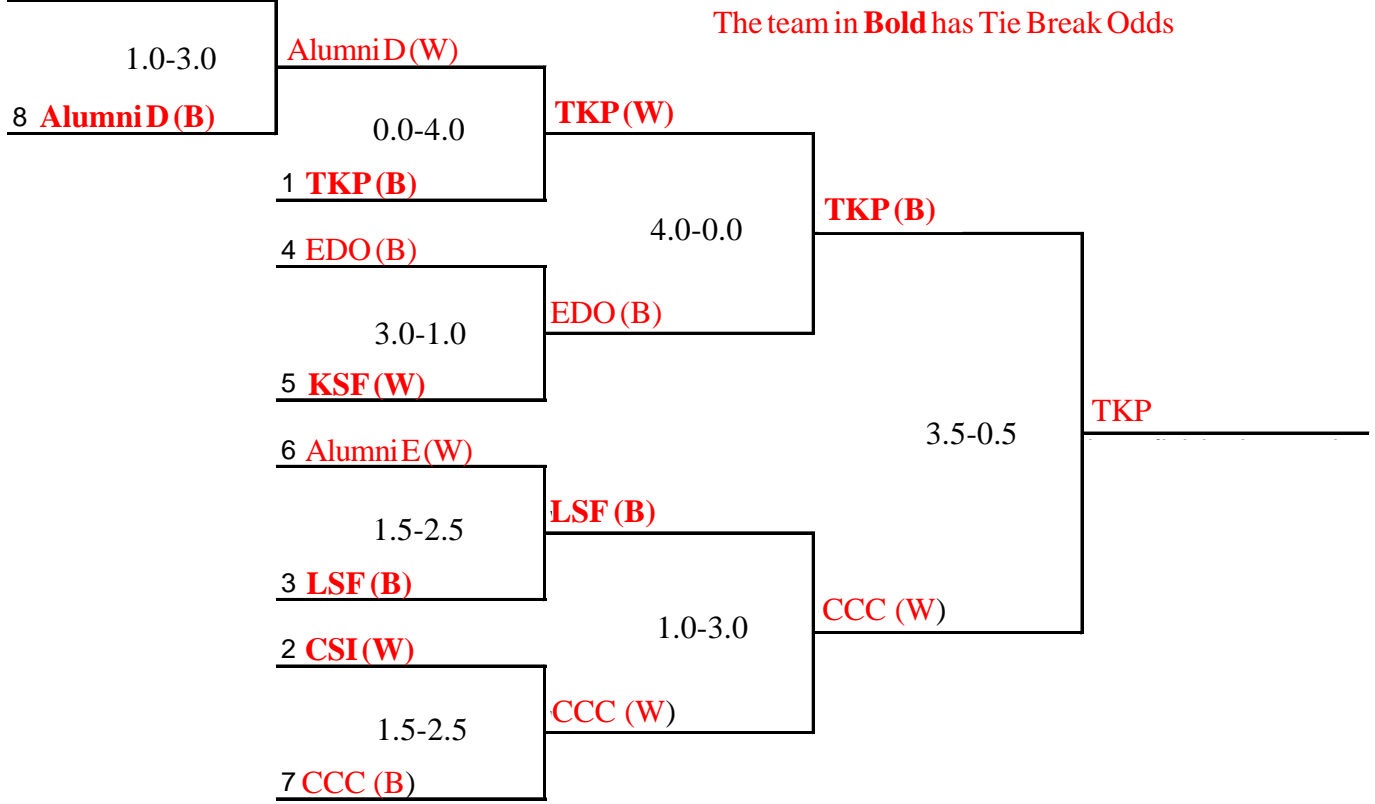 The team in Bold has Tie Break Odds
1.0-3.0
Alumni D (W)
8 Alumni D (B)
0.0-4.0
TKP (W)
1 TKP (B)
4.0-0.0
TKP (B)
4 EDO (B)
3.0-1.0
EDO (B)
5 KSF (W)
3.5-0.5
TKP
6 Alumni E (W)
1.5-2.5
LSF (B)
3 LSF (B)
1.0-3.0
CCC (W)
2 CSI (W)
1.5-2.5
CCC (W)
7 CCC (B)